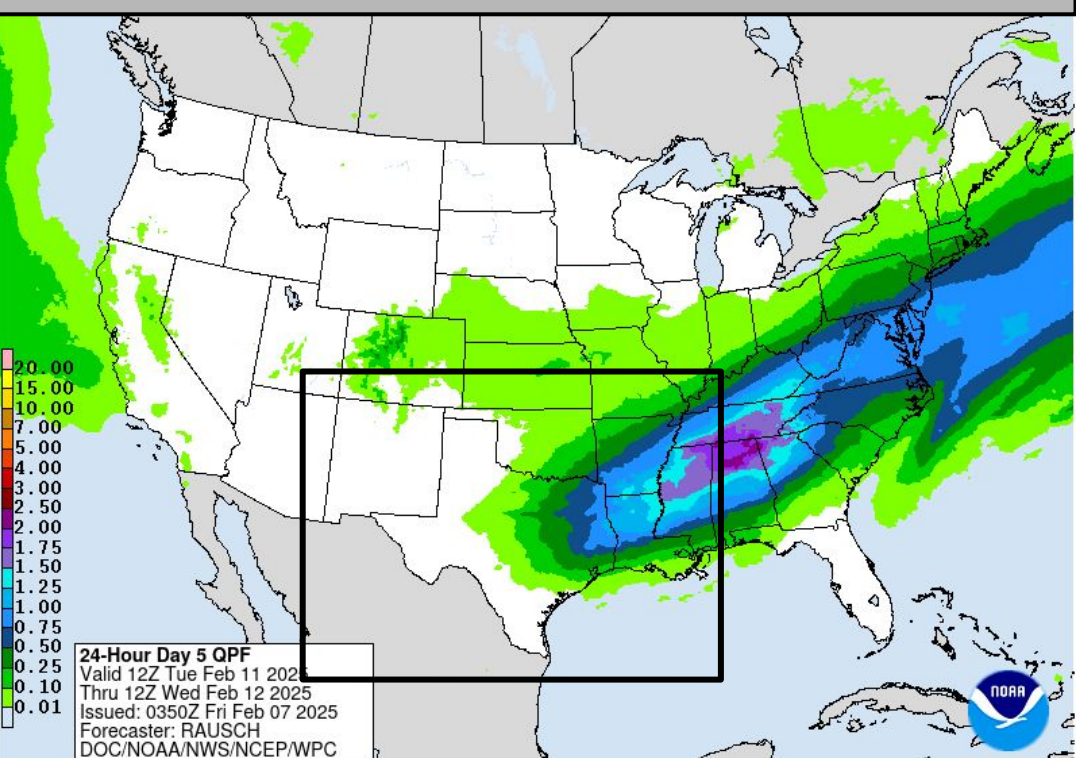 20.00
15.00
10.00
7.00
5.00
4.00
3.00
2.50
2.00
1.75
1.50
1.25
1.00
0.75
0.50
0.25
0.10
0.01
24-Hour Day 5 QPF
Valid 12Z Tue Feb 11 2025
Thru 12Z Wed Feb 12 2025
Issued: 0350Z Fri Feb 07 2025
Forecaster: RAUSCH
DOC/NOAA/NWS/NCEP/WPC
NOAA